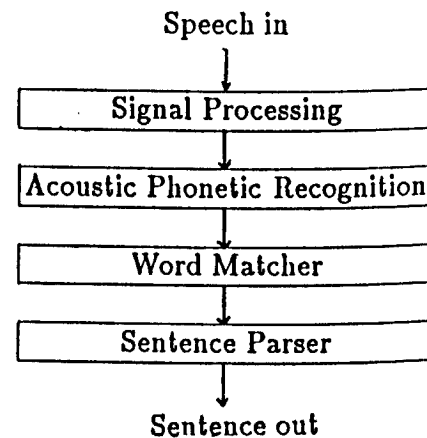 Speech in
Signal Processing
Acoustic Phonetic Recognition
Word Matcher
Sentence Parser
Sentence out